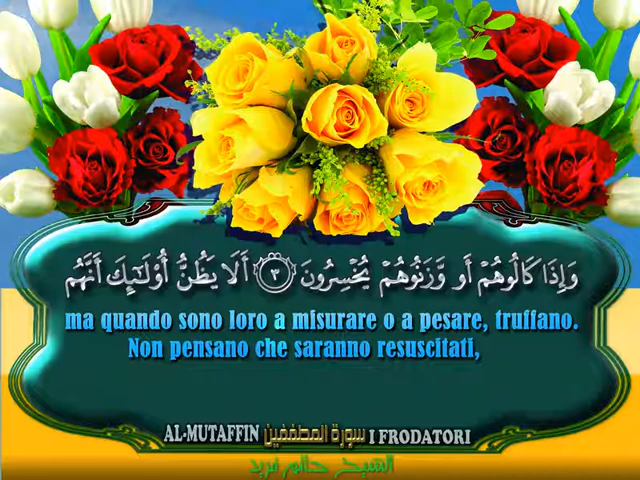 وَإِذَا كَالُوهُمْ أَو وَّزَنُوهُمْ يُخْسِرُونَ ٣ أَلَا يَظُنُّ أُوْلَٰٓئِكَ أَنَّهُم
ma quando sono loro a misurare o a pesare, truffano.
Non pensano che saranno resuscitati,
AL-MUTAFFIN سورة المطففين I FRODATORI
الشيخ حاتم فريد